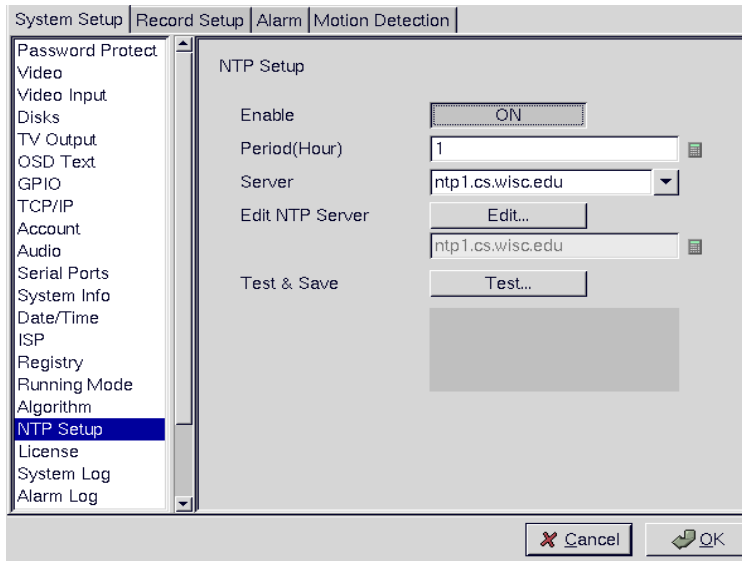 System Setup Record Setup Alarm Motion Detection
Password Protect
Video
Video Input
Disks
TV Output
OSD Text
GPIO
TCP/IP
Account
Audio
Serial Ports
System Info
Date/Time
ISP
Registry
Running Mode
Algorithm
NTP Setup
License
System Log
Alarm Log
NTP Setup
Enable ON
Period(Hour) 1
Server ntp1.cs.wisc.edu
Edit NTP Server Edit...
ntp1.cs.wisc.edu
Test & Save Test...
Cancel OK